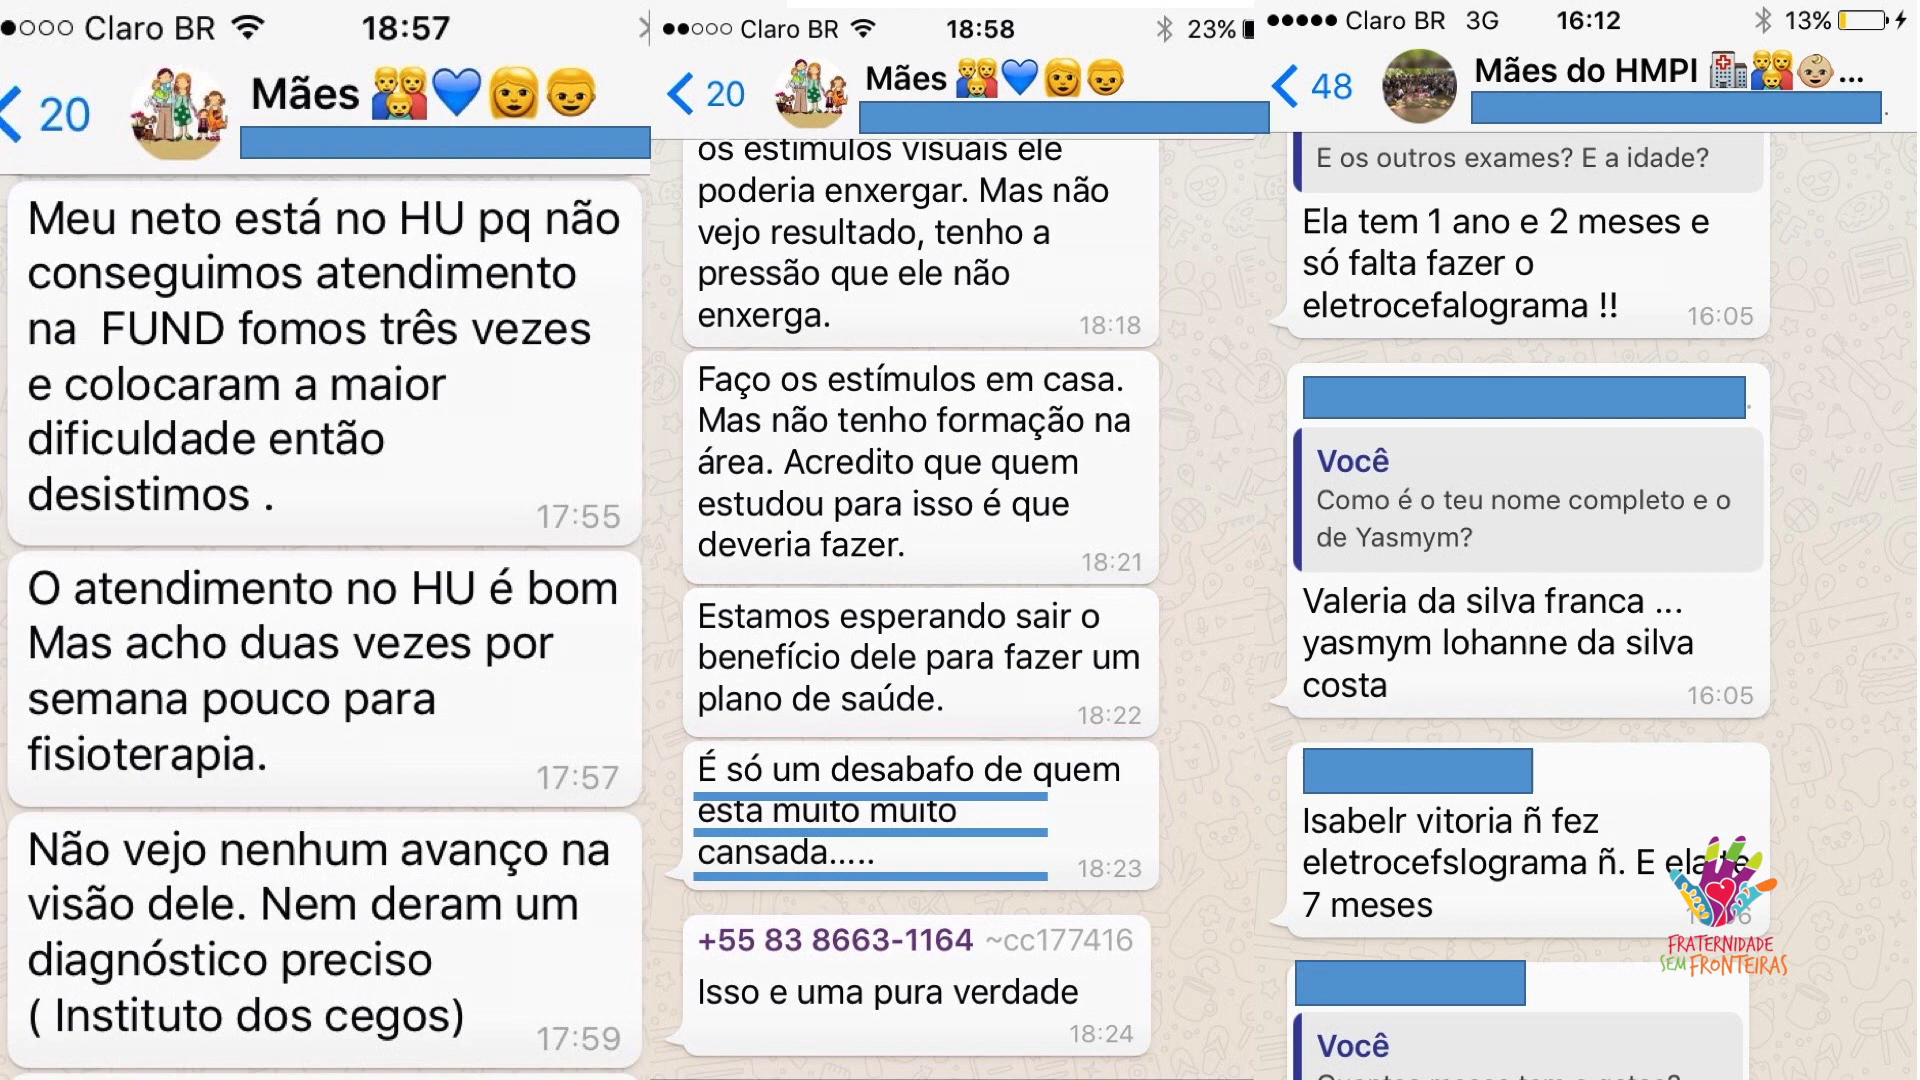 Claro BR
18:57
20
Mães
Meu neto está no HU pq não
conseguimos atendimento
na FUND fomos três vezes
e colocaram a maior
dificuldade então
desistimos .
17:55
O atendimento no HU é bom
Mas acho duas vezes por
semana pouco para
fisioterapia.
17:57
Não vejo nenhum avanço na
visão dele. Nem deram um
diagnóstico preciso
( Instituto dos cegos)
17:59
Claro BR
18:58
23%
20
Mães
os estimulos visuais ele
poderia enxergar. Mas não
vejo resultado, tenho a
pressão que ele não
enxerga.
18:18
Faço os estímulos em casa.
Mas não tenho formação na
área. Acredito que quem
estudou para isso é que
deveria fazer.
18:21
Estamos esperando sair o
benefício dele para fazer um
plano de saúde.
18:22
É só um desabafo de quem
esta muito muito
cansada.....
18:23
+55 83 8663-1164 ~cc177416
Isso e uma pura verdade
18:24
Claro BR 3G
16:12
13%
48
Mães do HMPI ...
E os outros exames? E a idade?
Ela tem 1 ano e 2 meses e
só falta fazer o
eletrocefalograma !!
16:05
Você
Como é o teu nome completo e o
de Yasmym?
Valeria da silva franca ...
yasmym lohanne da silva
costa
16:05
Isabelr vitoria ñ fez
eletrocefslograma ñ. E ela
7 meses
FRATERNIDADE
SEM FRONTEIRAS
Você